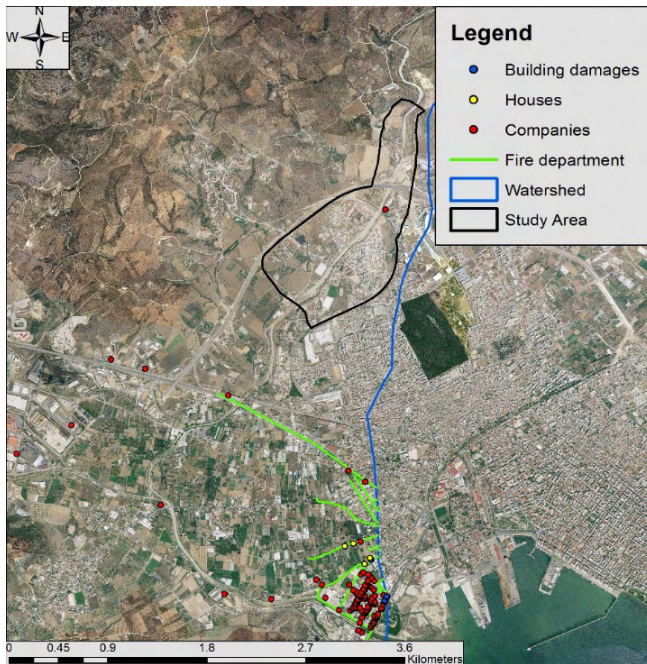 N
W E
S
Legend
Building damages
Houses
Companies
Fire department
Watershed
Study Area
0 0.45 0.9 1.8 2.7 3.6
Kilometers